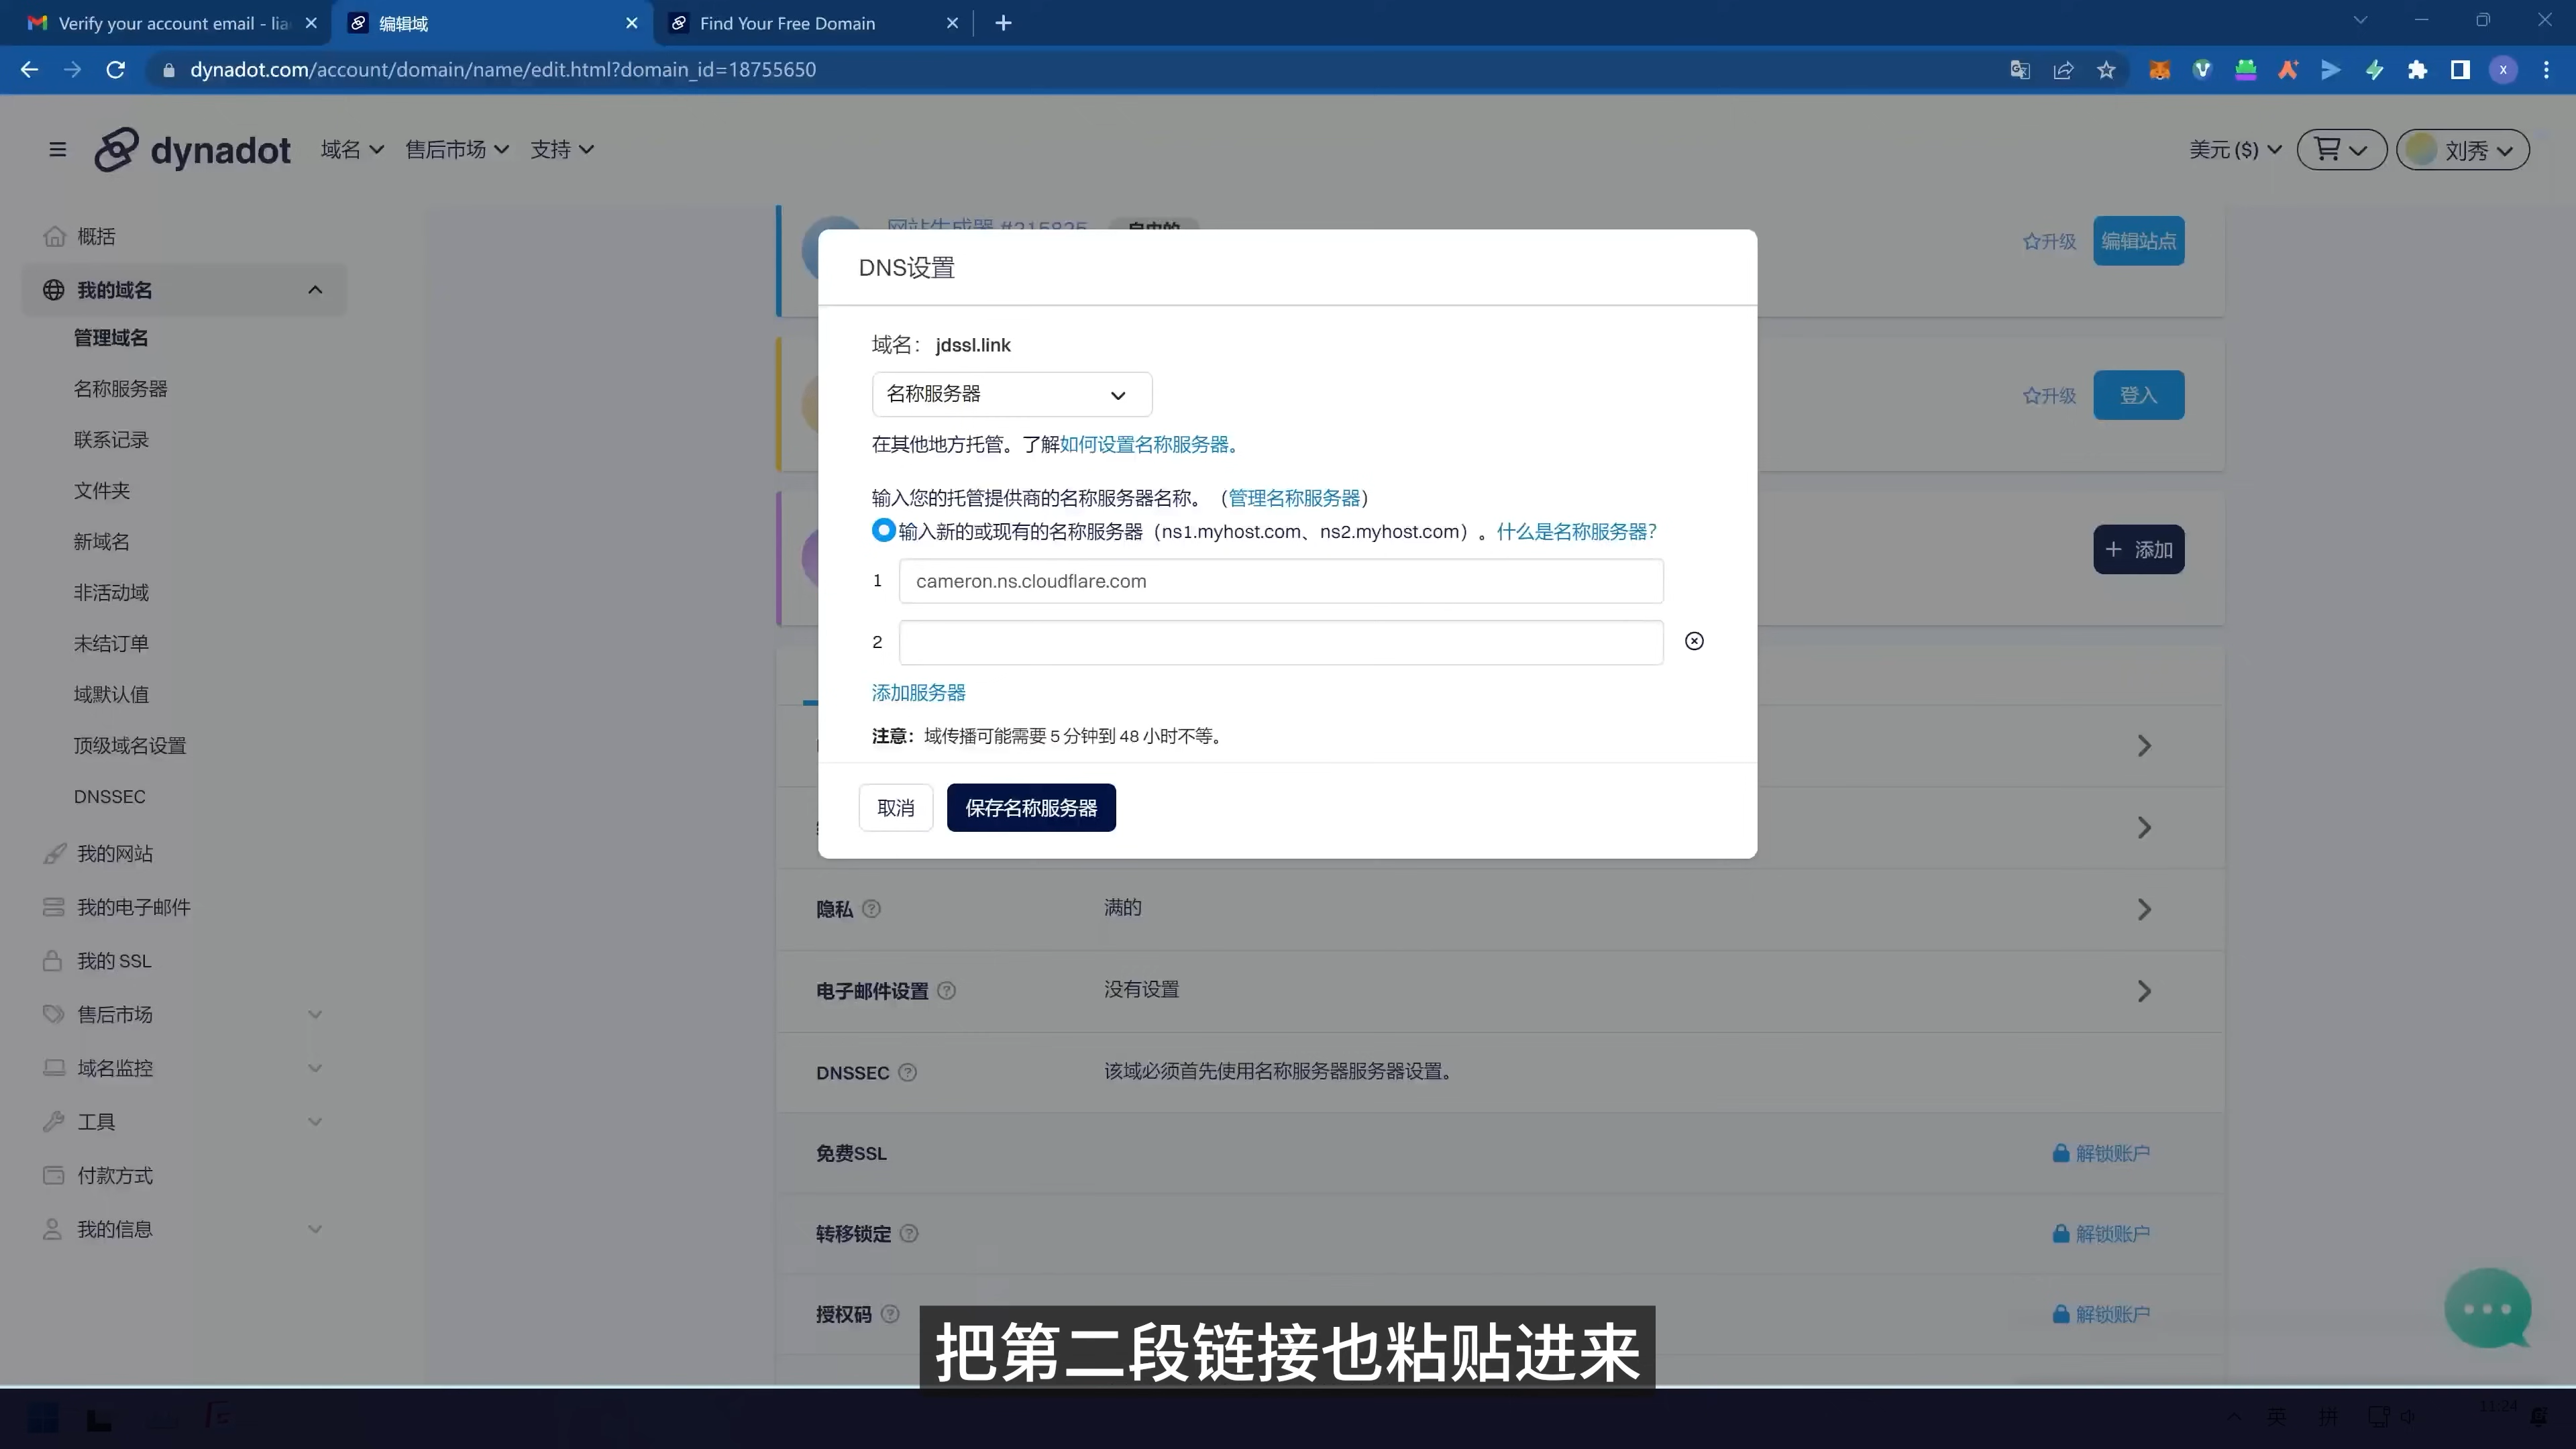 Verify your account email - lia
编辑域
Find Your Free Domain
dynadot.com/account/domain/name/edit.html?domain_id=18755650
X
dynadot
域名
售后市场
支持
美元 ($)
刘秀
概括
我的域名
管理域名
名称服务器
联系记录
文件夹
新域名
非活动域
未结订单
域默认值
顶级域名设置
DNSSEC
我的网站
我的电子邮件
我的 SSL
售后市场
域名监控
工具
付款方式
我的信息
网站生成器 #215825
自由的
升级
编辑站点
升级
登入
添加
DNS设置
域名： jdssl.link
名称服务器
在其他地方托管。了解如何设置名称服务器。
输入您的托管提供商的名称服务器名称。（管理名称服务器）
输入新的或现有的名称服务器（ns1.myhost.com、ns2.myhost.com）。什么是名称服务器？
1 cameron.ns.cloudflare.com
2
添加服务器
注意：域传播可能需要 5 分钟到 48 小时不等。
取消
保存名称服务器
隐私
满的
电子邮件设置
没有设置
DNSSEC
该域必须首先使用名称服务器服务器设置。
免费SSL
解锁账户
转移锁定
解锁账户
授权码
解锁账户
把第二段链接也粘贴进来
英
拼
11:24